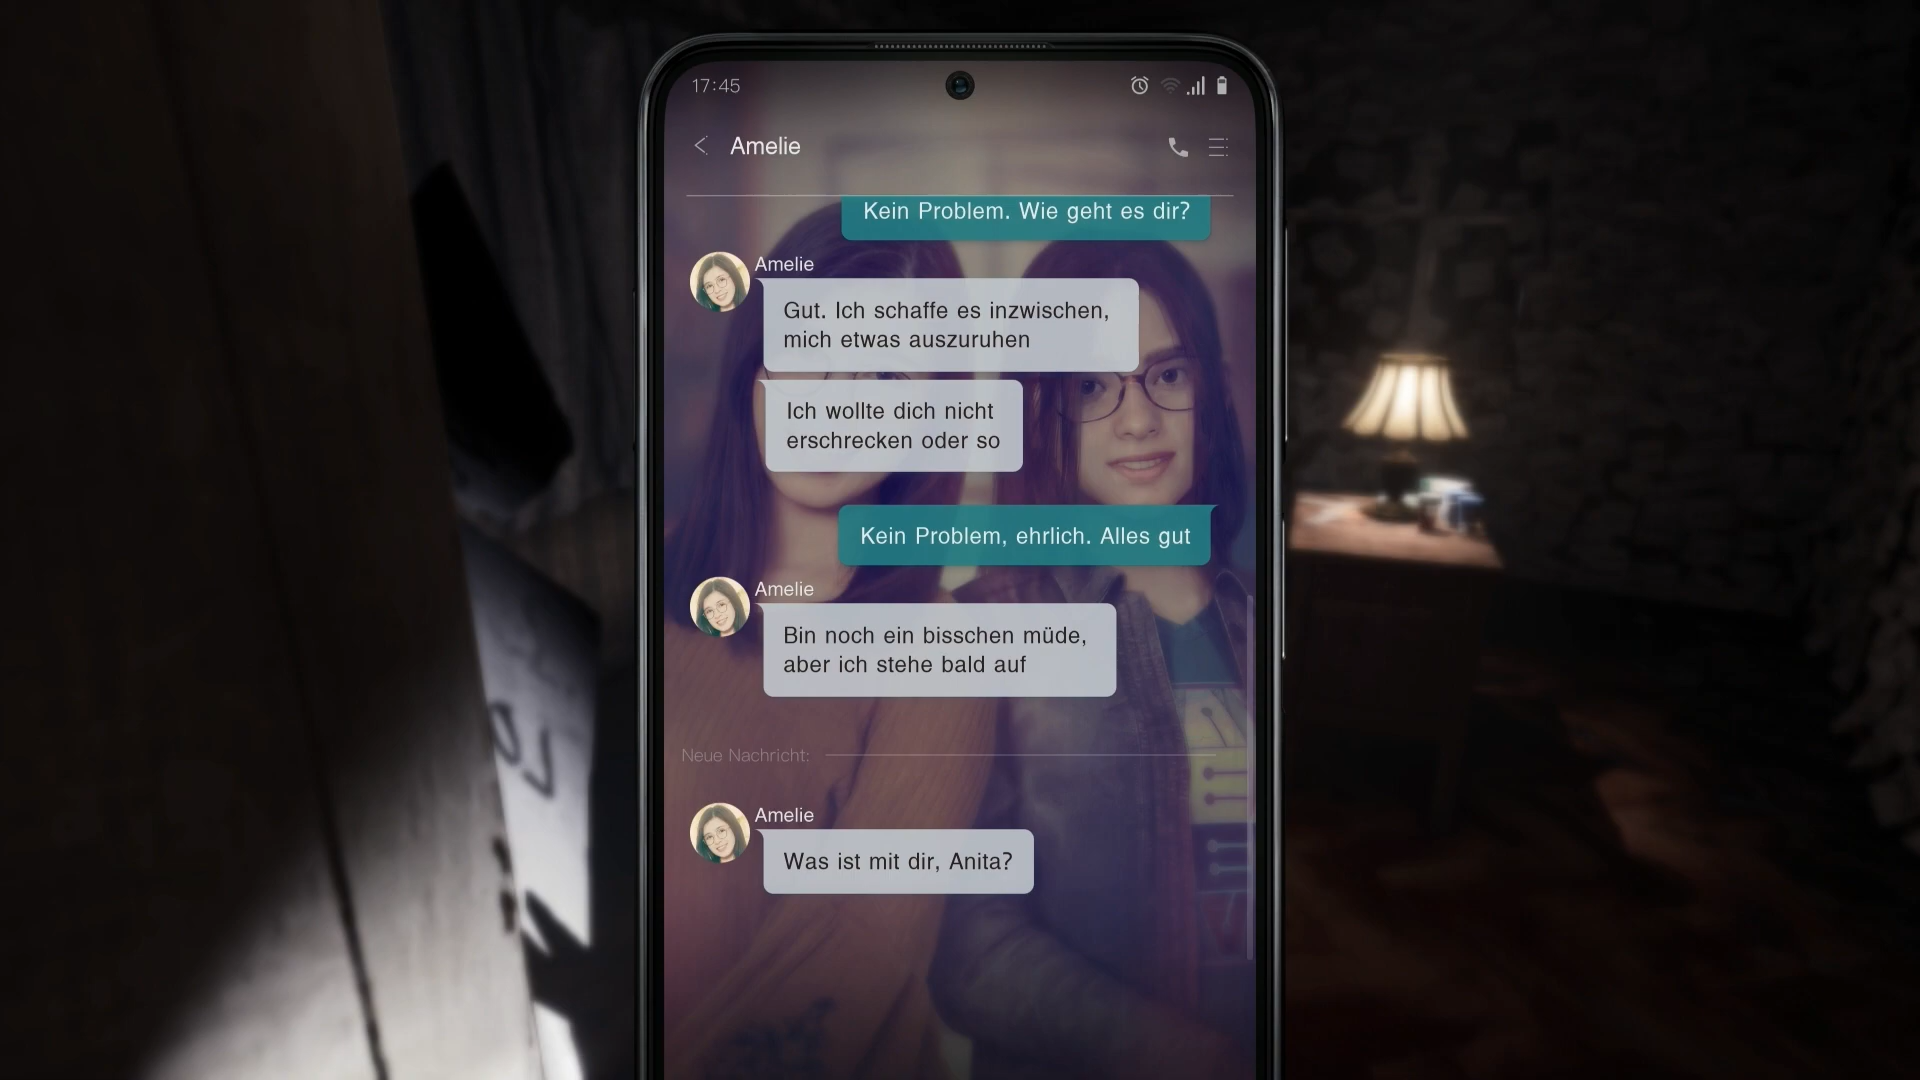 17:45
Amelie
Kein Problem. Wie geht es dir?
Amelie
Gut. Ich schaffe es inzwischen,
mich etwas auszuruhen
Ich wollte dich nicht
erschrecken oder so
Kein Problem, ehrlich. Alles gut
Amelie
Bin noch ein bisschen müde,
aber ich stehe bald auf
Neue Nachricht:
Amelie
Was ist mit dir, Anita?